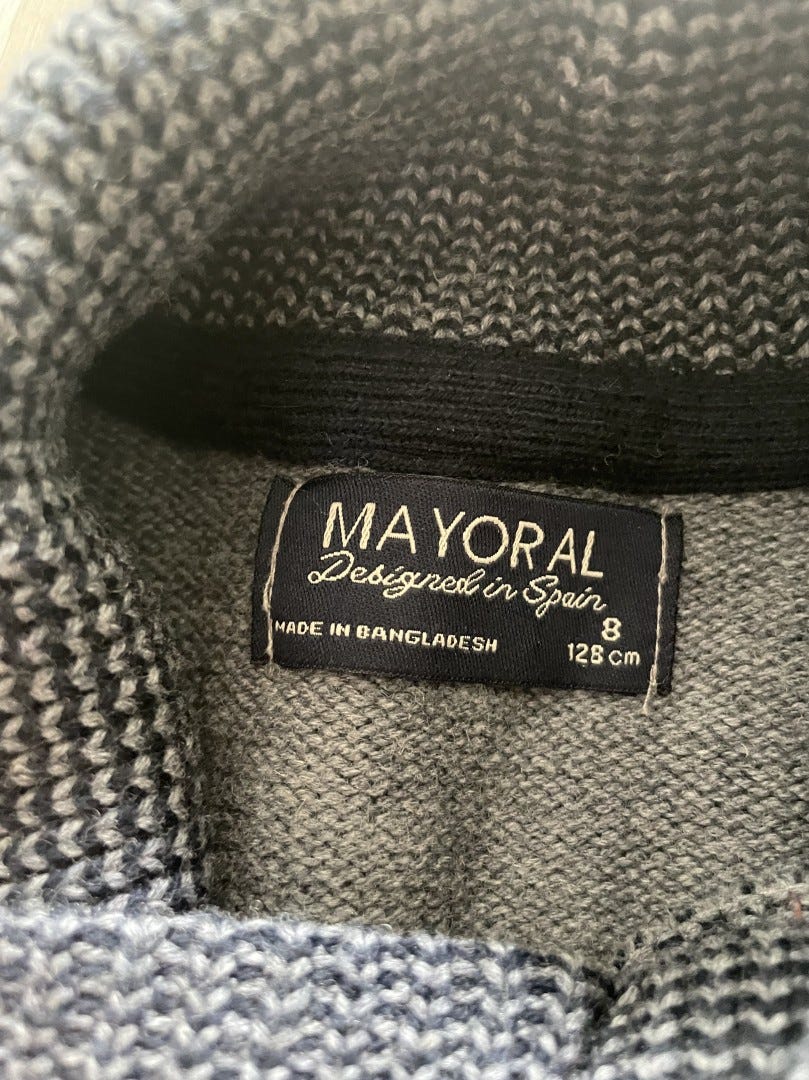 MAYORAL
Designed in Spain
8
MADE IN BANGLADESH
128 cm